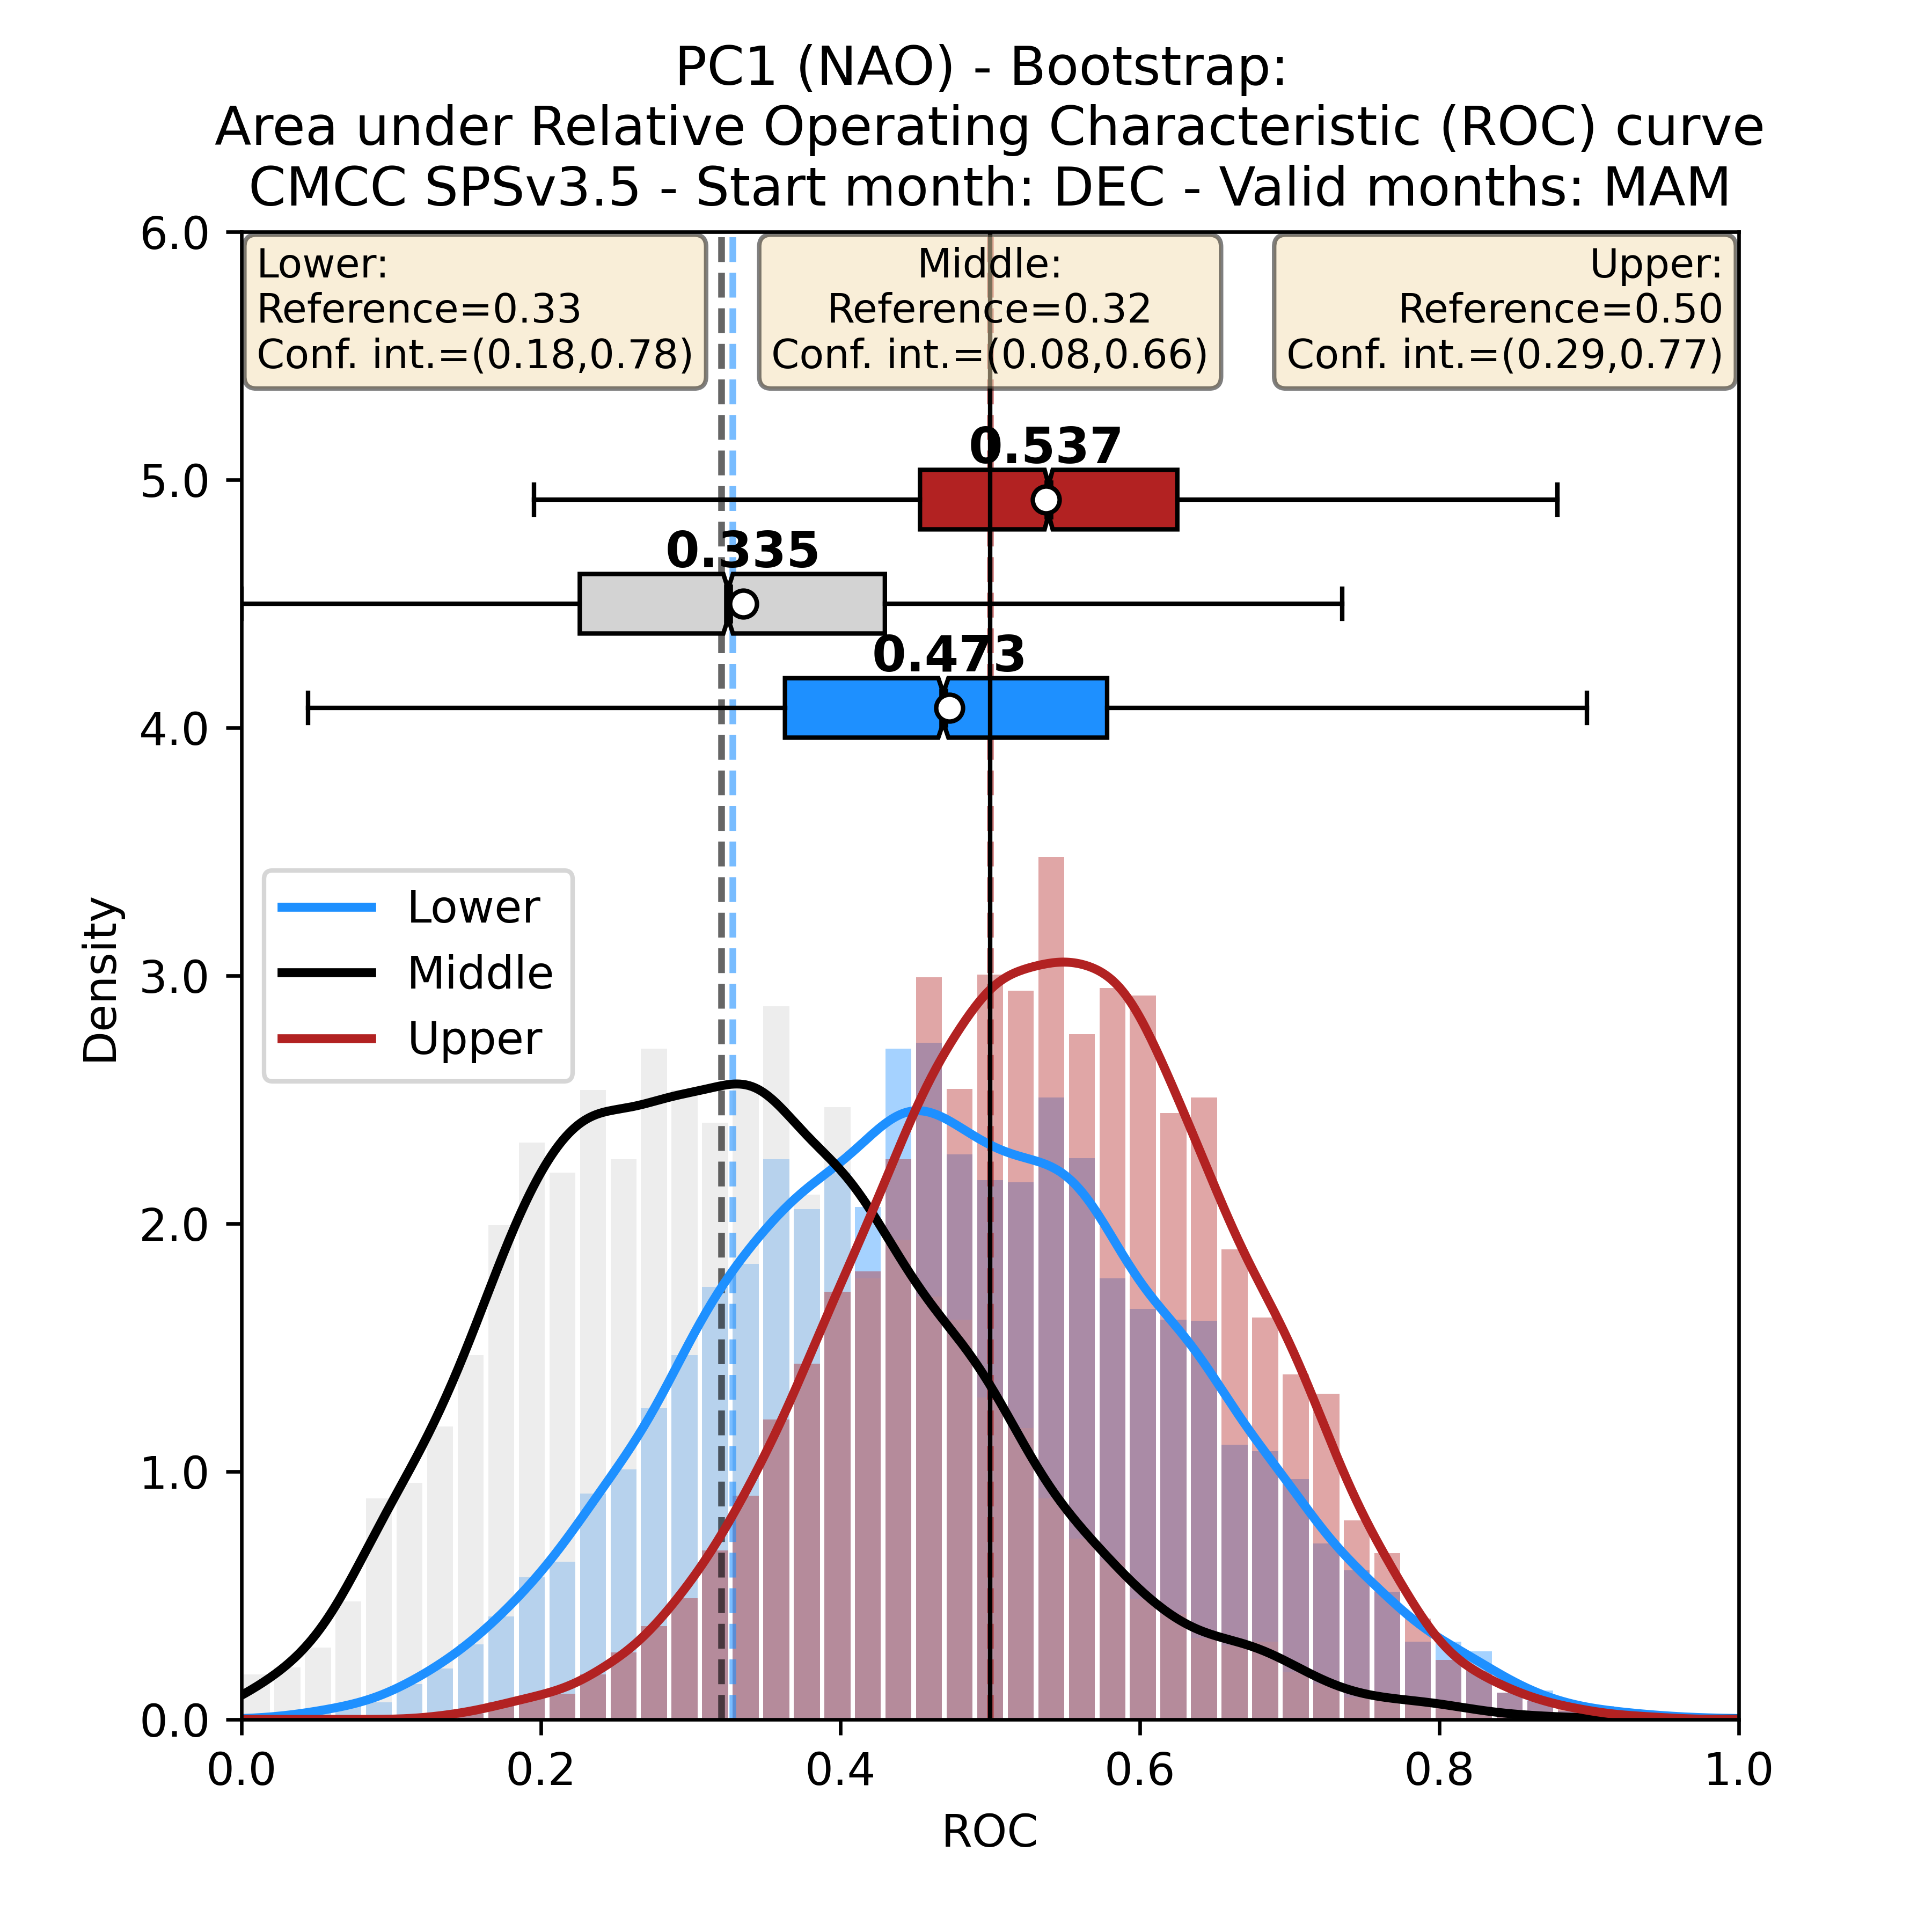 PC1 (NAO) - Bootstrap:
Area under Relative Operating Characteristic (ROC) curve
CMCC SPSv3.5 - Start month: DEC - Valid months: MAM
Lower:
Reference=0.33
Conf. int.=(0.18,0.78)
Middle:
Reference=0.32
Conf. int.=(0.08,0.66)
Upper:
Reference=0.50
Conf. int.=(0.29,0.77)
0.537
0.335
0.473
Lower
Middle
Upper
Density
6.0
5.0
4.0
3.0
2.0
1.0
0.0
0.0 0.2 0.4 0.6 0.8 1.0
ROC